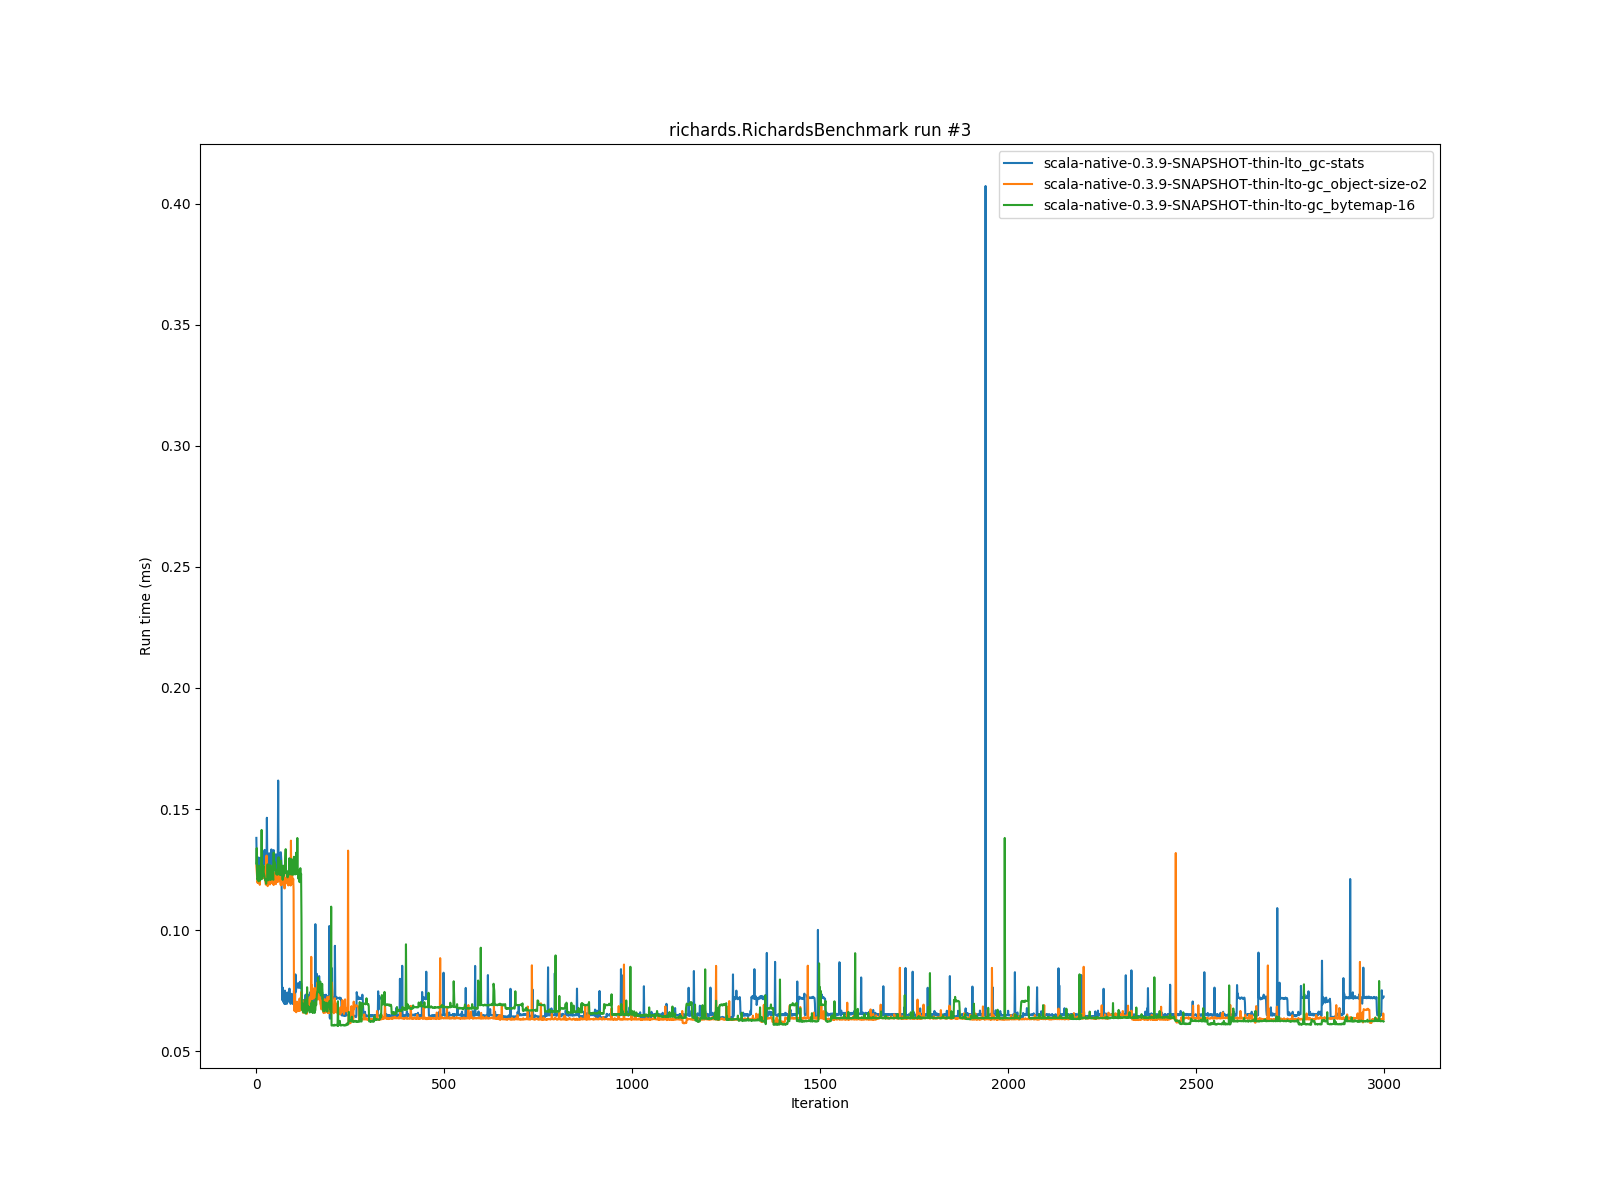 richards.RichardsBenchmark run #3
scala-native-0.3.9-SNAPSHOT-thin-lto_gc-stats
scala-native-0.3.9-SNAPSHOT-thin-lto-gc_object-size-o2
scala-native-0.3.9-SNAPSHOT-thin-lto-gc_bytemap-16
0.40
0.35
0.30
0.25
0.20
0.15
0.10
0.05
Run time (ms)
0 500 1000 1500 2000 2500 3000
Iteration